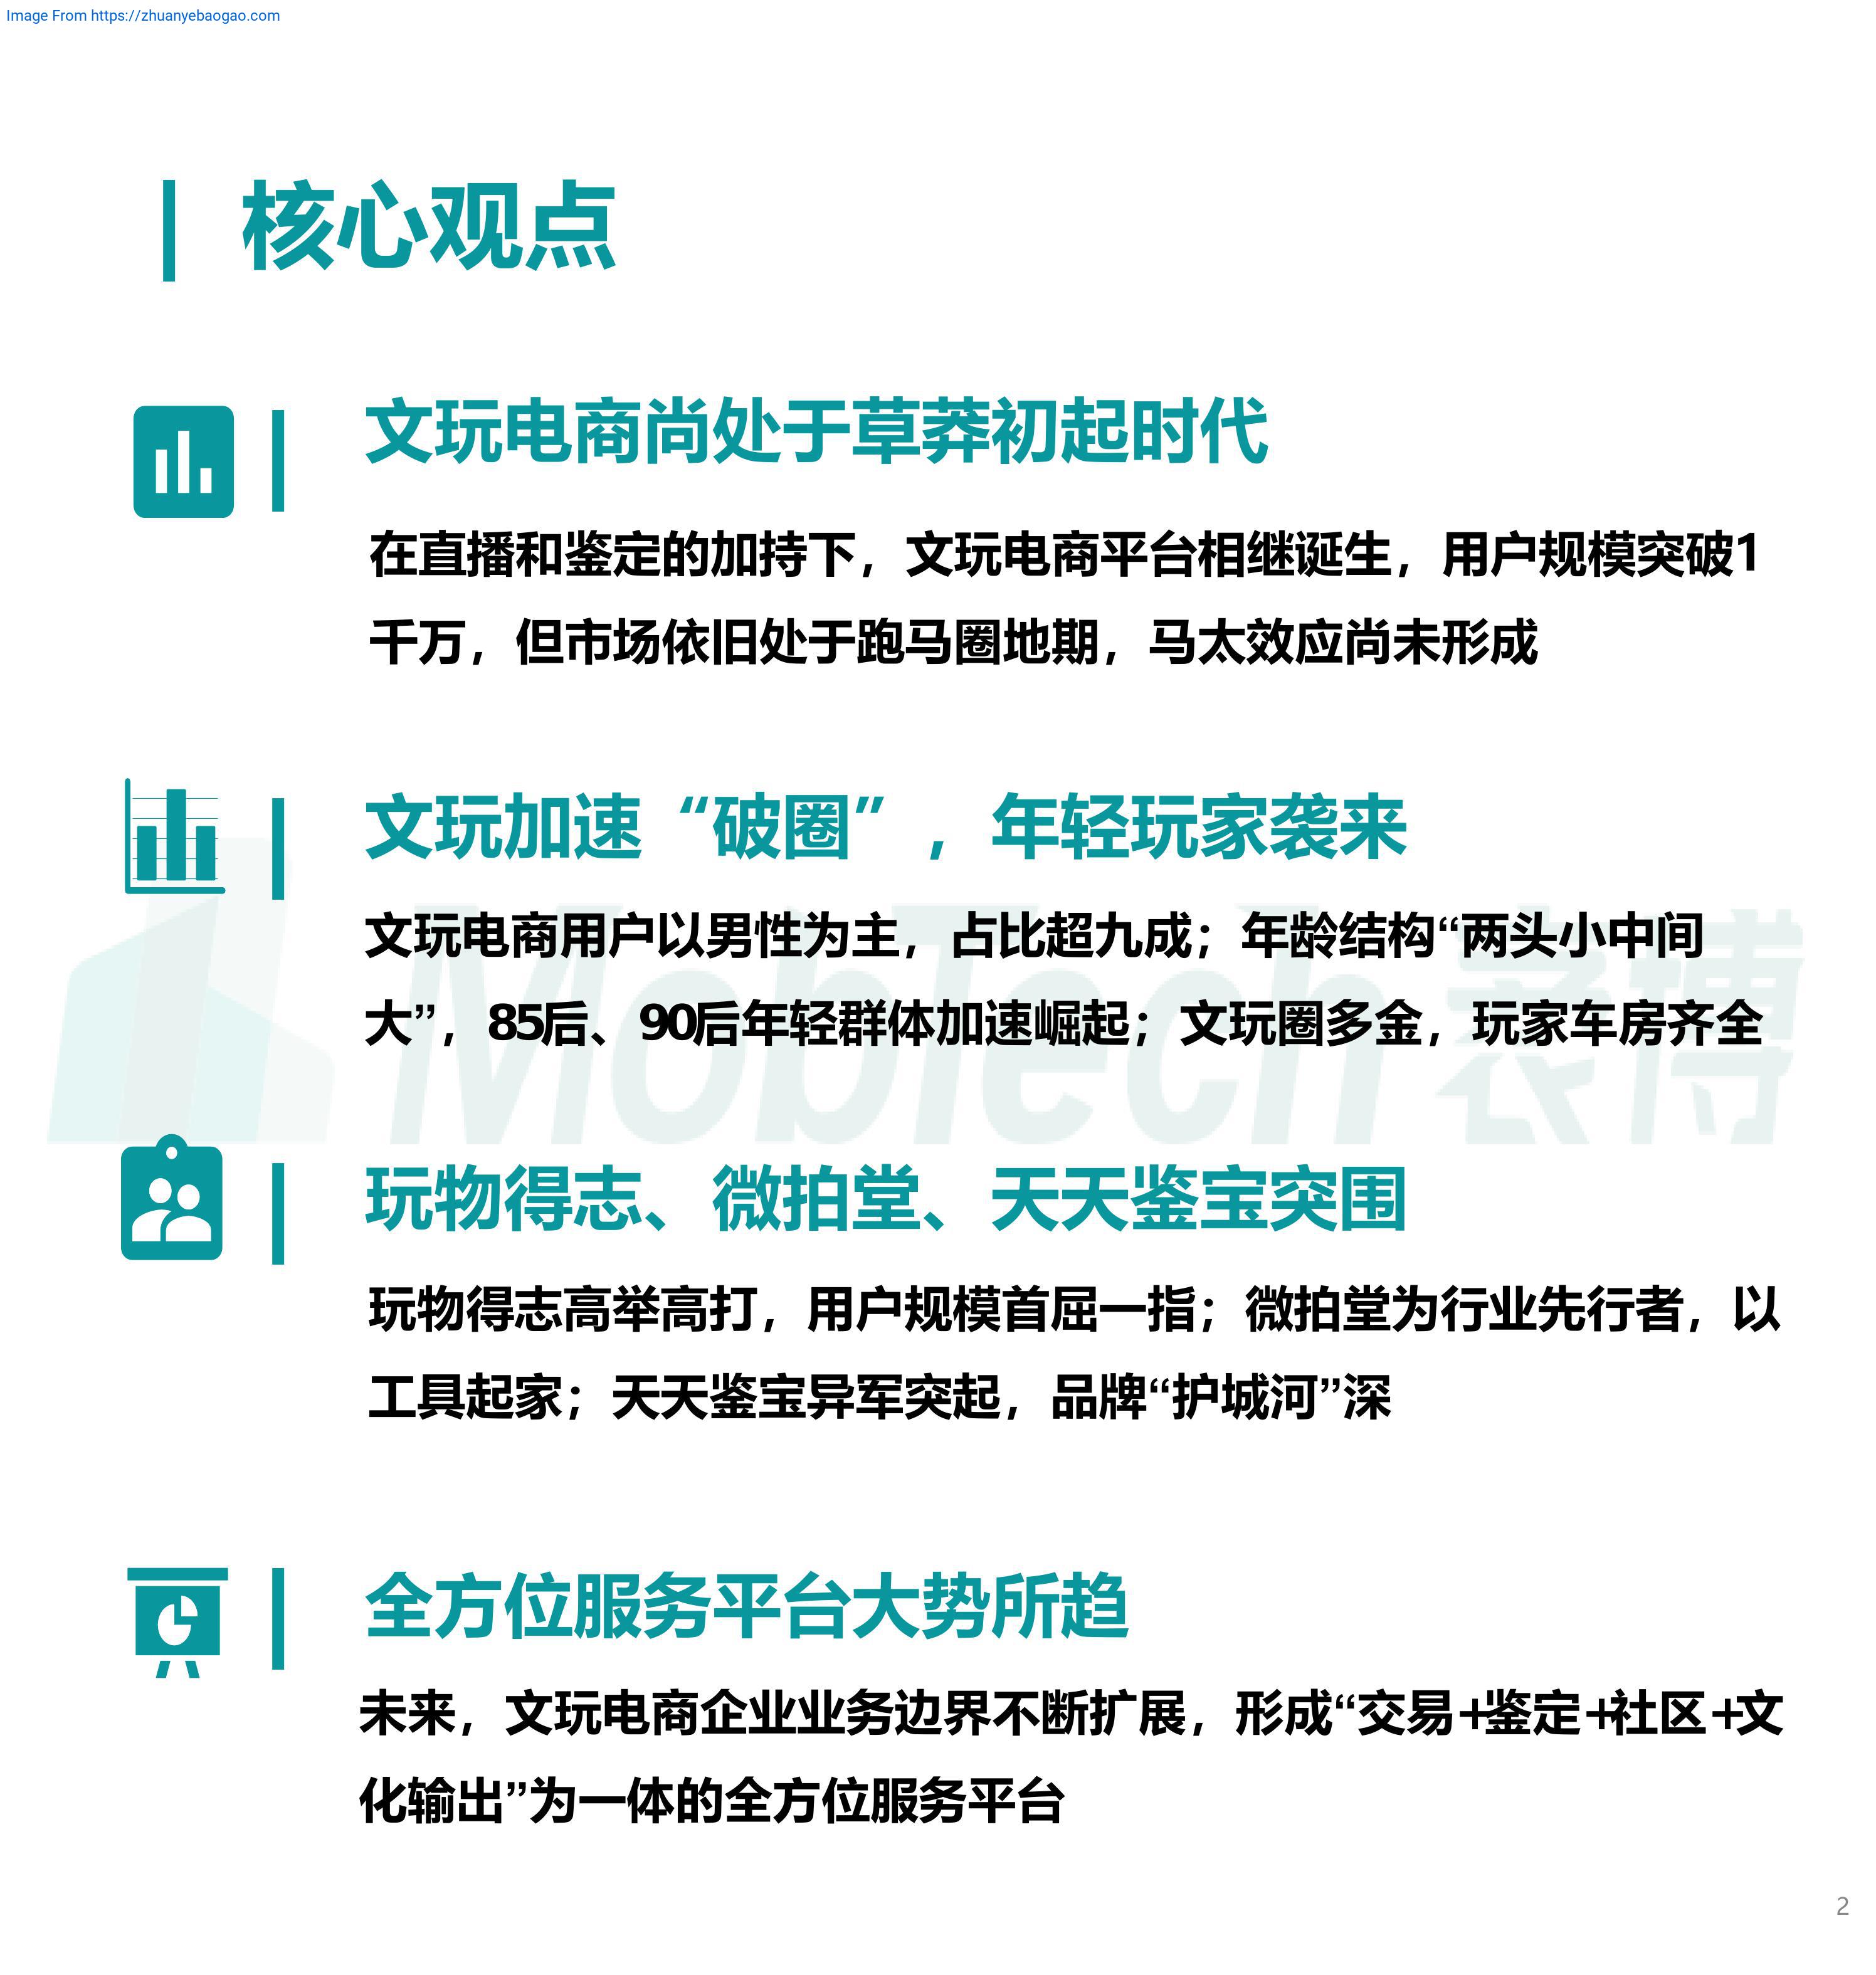 Image From https://zhuanyebaogao.com
核心观点
文玩电商尚处于草莽初起时代
在直播和鉴定的加持下，文玩电商平台相继诞生，用户规模突破1
千万，但市场依旧处于跑马圈地期，马太效应尚未形成
文玩加速“破圈”，年轻玩家袭来
文玩电商用户以男性为主，占比超九成；年龄结构“两头小中间
大”，85后、90后年轻群体加速崛起；文玩圈多金，玩家车房齐全
MobTech 袤博
玩物得志、微拍堂、天天鉴宝突围
玩物得志高举高打，用户规模首屈一指；微拍堂为行业先行者，以
工具起家；天天鉴宝异军突起，品牌“护城河”深
全方位服务平台大势所趋
未来，文玩电商企业业务边界不断扩展，形成“交易+鉴定+社区+文
化输出”为一体的全方位服务平台
2